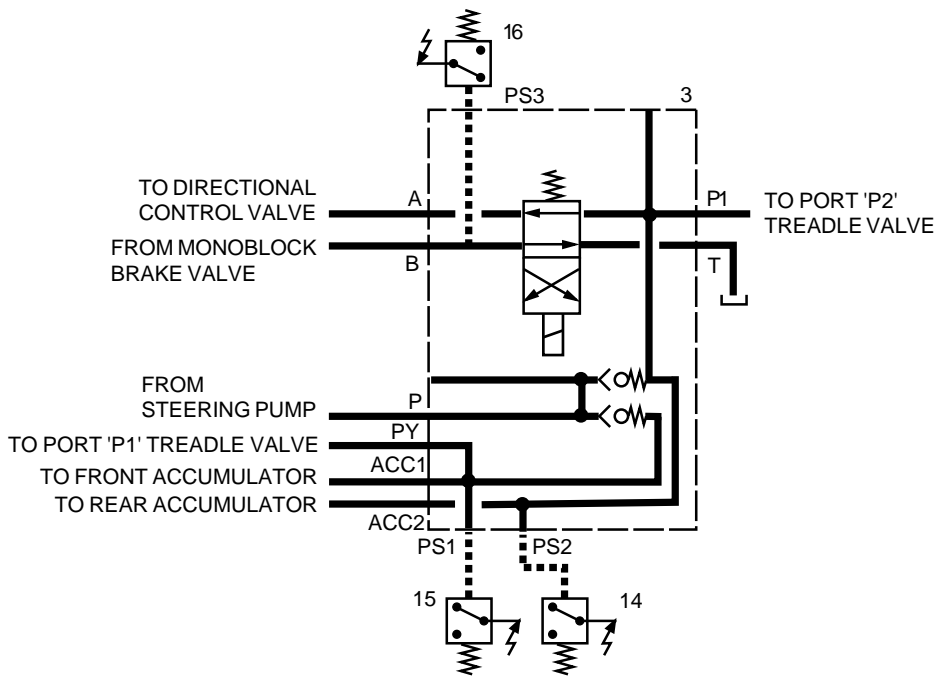 16
PS3
3
TO DIRECTIONAL
CONTROL VALVE
A
P1
TO PORT 'P2'
TREADLE VALVE
FROM MONOBLOCK
BRAKE VALVE
B
T
FROM
STEERING PUMP
P
TO PORT 'P1' TREADLE VALVE
PY
TO FRONT ACCUMULATOR
ACC1
TO REAR ACCUMULATOR
ACC2
PS1
PS2
15
14